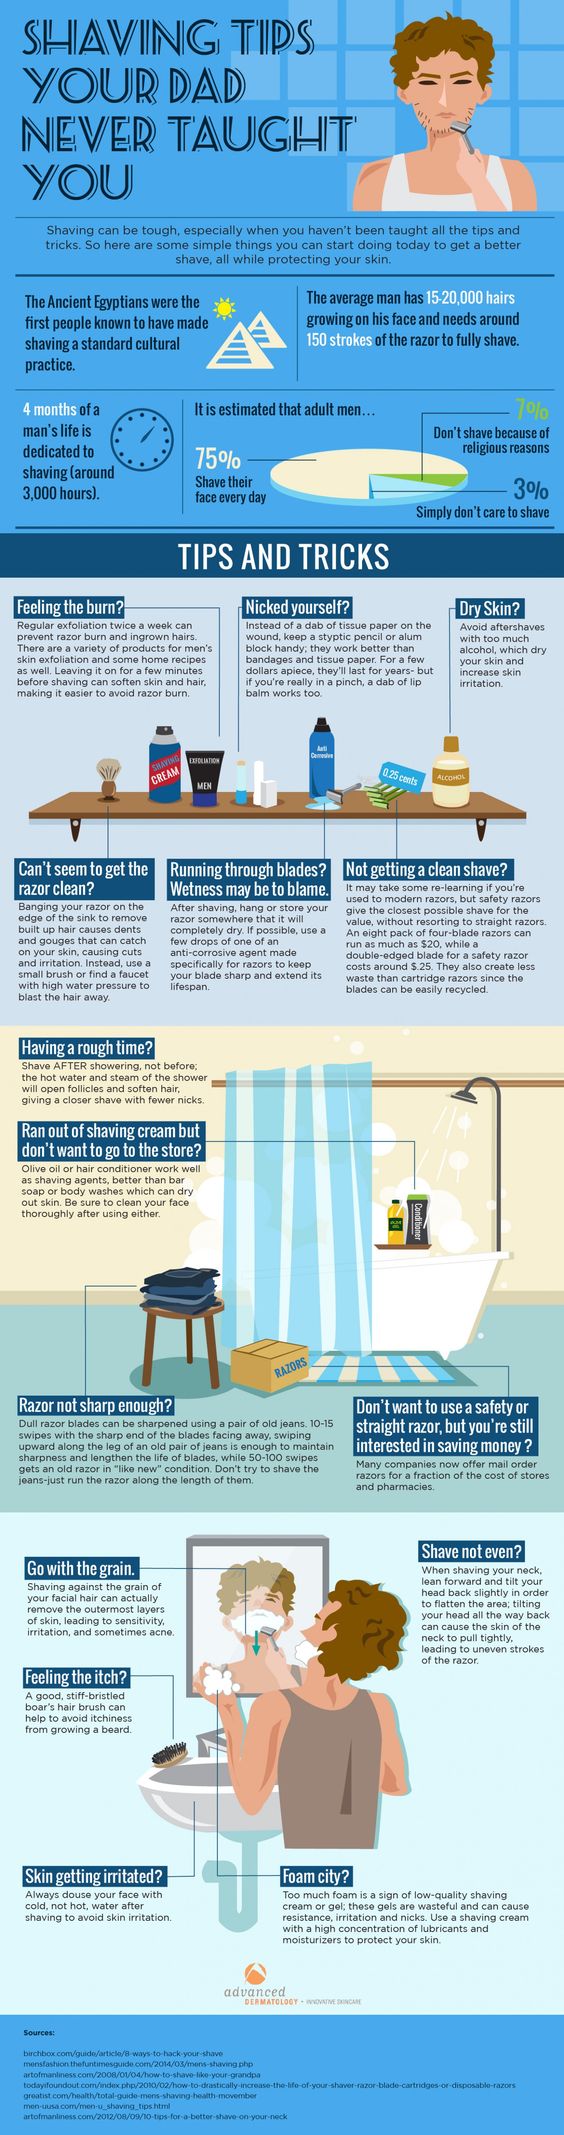 SHAVING TIPS
YOUR DAD
NEVER TAUGHT
YOU
Shaving can be tough, especially when you haven't been taught all the tips and
tricks. So here are some simple things you can start doing today to get a better
shave, all while protecting your skin.
The Ancient Egyptians were the
first people known to have made
shaving a standard cultural
practice.
The average man has 15-20,000 hairs
growing on his face and needs around
150 strokes of the razor to fully shave.
4 months of a
man's life is
dedicated to
shaving (around
3,000 hours).
It is estimated that adult men...
75%
Shave their
face every day
7%
Don't shave because of
religious reasons
3%
Simply don't care to shave
TIPS AND TRICKS
Feeling the burn?
Regular exfoliation twice a week can
prevent razor burn and ingrown hairs.
There are a variety of products for men's
skin exfoliation and some home recipes
as well. Leaving it on for a few minutes
before shaving can soften skin and hair,
making it easier to avoid razor burn.
Nicked yourself?
Instead of a dab of tissue paper on the
wound, keep a styptic pencil or alum
block handy; they work better than
bandages and tissue paper. For a few
dollars apiece, they'll last for years- but
if you're really in a pinch, a dab of lip
balm works too.
Dry Skin?
Avoid aftershaves
with too much
alcohol, which dry
your skin and
increase skin
irritation.
SHAVING
CREAM
EXFOLIATION
MEN
Anti
Corrosive
0.25 cents
ALCOHOL
Can't seem to get the
razor clean?
Banging your razor on the
edge of the sink to remove
built up hair causes dents
and gouges that can catch
on your skin, causing cuts
and irritation. Instead, use a
small brush or find a faucet
with high water pressure to
blast the hair away.
Running through blades?
Wetness may be to blame.
After shaving, hang or store your
razor somewhere that it will
completely dry. If possible, use a
few drops of one of an
anti-corrosive agent made
specifically for razors to keep
your blade sharp and extend its
lifespan.
Not getting a clean shave?
It may take some re-learning if you're
used to modern razors, but safety razors
give the closest possible shave for the
value, without resorting to straight razors.
An eight pack of four-blade razors can
run as much as $20, while a
double-edged blade for a safety razor
costs around $.25. They also create less
waste than cartridge razors since the
blades can be easily recycled.
Having a rough time?
Shave AFTER showering, not before;
the hot water and steam of the shower
will open follicles and soften hair,
giving a closer shave with fewer nicks.
Ran out of shaving cream but
don't want to go to the store?
Olive oil or hair conditioner work well
as shaving agents, better than bar
soap or body washes which can dry
out skin. Be sure to clean your face
thoroughly after using either.
Conditioner
RAZORS
Razor not sharp enough?
Dull razor blades can be sharpened using a pair of old jeans. 10-15
swipes with the sharp end of the blades facing away, swiping
upward along the leg of an old pair of jeans is enough to maintain
sharpness and lengthen the life of blades, while 50-100 swipes
gets an old razor in "like new" condition. Don't try to shave the
jeans-just run the razor along the length of them.
Don't want to use a safety or
straight razor, but you're still
interested in saving money ?
Many companies now offer mail order
razors for a fraction of the cost of stores
and pharmacies.
Go with the grain.
Shaving against the grain of
your facial hair can actually
remove the outermost layers
of skin, leading to sensitivity,
irritation, and sometimes acne.
Shave not even?
When shaving your neck,
lean forward and tilt your
head back slightly in order
to flatten the area; tilting
your head all the way back
can cause the skin of the
neck to pull tightly,
leading to uneven strokes
of the razor.
Feeling the itch?
A good, stiff-bristled
boar's hair brush can
help to avoid itchiness
from growing a beard.
Skin getting irritated?
Always douse your face with
cold, not hot, water after
shaving to avoid skin irritation.
Foam city?
Too much foam is a sign of low-quality shaving
cream or gel; these gels are wasteful and can cause
resistance, irritation and nicks. Use a shaving cream
with a high concentration of lubricants and
moisturizers to protect your skin.
advanced
DERMATOLOGY • INNOVATIVE SKINCARE
Sources:
birchbox.com/guide/article/8-ways-to-hack-your-shave
mensfashion.thefuntimesguide.com/2014/03/mens-shaving.php
artofmanliness.com/2008/01/04/how-to-shave-like-your-grandpa
todayifoundout.com/index.php/2010/02/how-to-drastically-increase-the-life-of-your-shaver-razor-blade-cartridges-or-disposable-razors
greatist.com/health/total-guide-mens-shaving-health-movember
men-uusa.com/men-u_shaving_tips.html
artofmanliness.com/2012/08/09/10-tips-for-a-better-shave-on-your-neck